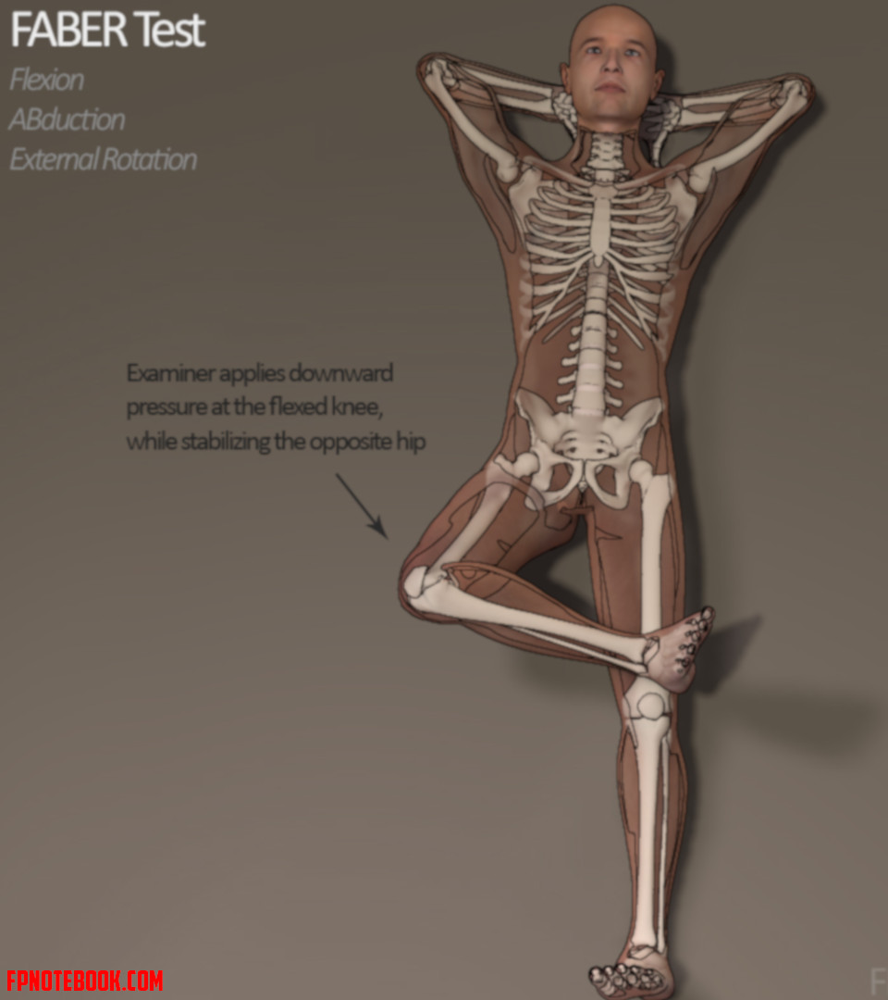 FABER Test
Flexion
ABduction
External Rotation
Examiner applies downward
pressure at the flexed knee,
while stabilizing the opposite hip
FPNOTEBOOK.COM
F